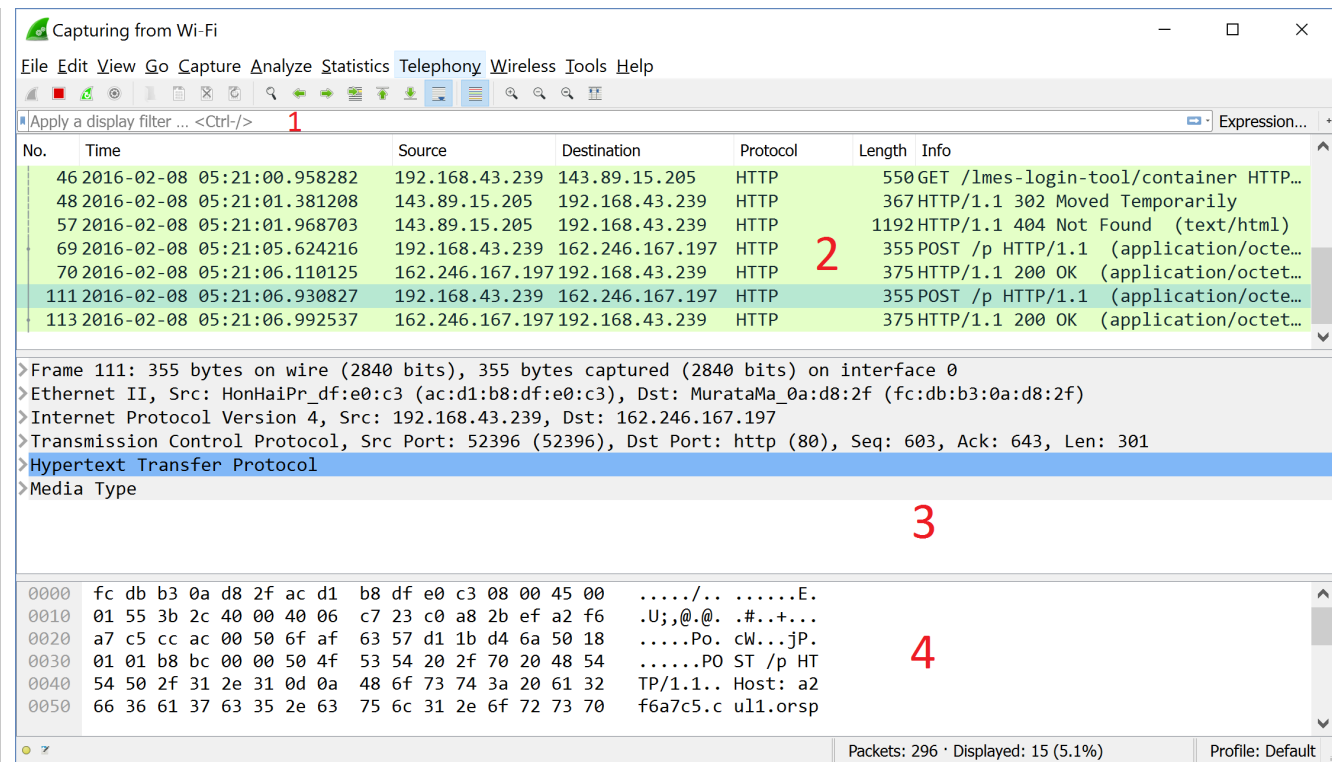 Capturing from Wi-Fi
File Edit View Go Capture Analyze Statistics Telephony Wireless Tools Help
Apply a display filter ... <Ctrl-/> 1 Expression... +
No. Time Source Destination Protocol Length Info
46 2016-02-08 05:21:00.958282 192.168.43.239 143.89.15.205 HTTP 550 GET /lmes-login-tool/container HTTP…
48 2016-02-08 05:21:01.381208 143.89.15.205 192.168.43.239 HTTP 367 HTTP/1.1 302 Moved Temporarily
57 2016-02-08 05:21:01.968703 143.89.15.205 192.168.43.239 HTTP 1192 HTTP/1.1 404 Not Found (text/html)
69 2016-02-08 05:21:05.624216 192.168.43.239 162.246.167.197 HTTP 355 POST /p HTTP/1.1 (application/octe…
2
70 2016-02-08 05:21:06.110125 162.246.167.197 192.168.43.239 HTTP 375 HTTP/1.1 200 OK (application/octet…
111 2016-02-08 05:21:06.930827 192.168.43.239 162.246.167.197 HTTP 355 POST /p HTTP/1.1 (application/octe…
113 2016-02-08 05:21:06.992537 162.246.167.197 192.168.43.239 HTTP 375 HTTP/1.1 200 OK (application/octet…
Frame 111: 355 bytes on wire (2840 bits), 355 bytes captured (2840 bits) on interface 0
Ethernet II, Src: HonHaiPr_df:e0:c3 (ac:d1:b8:df:e0:c3), Dst: MurataMa_0a:d8:2f (fc:db:b3:0a:d8:2f)
Internet Protocol Version 4, Src: 192.168.43.239, Dst: 162.246.167.197
Transmission Control Protocol, Src Port: 52396 (52396), Dst Port: http (80), Seq: 603, Ack: 643, Len: 301
Hypertext Transfer Protocol
Media Type
3
0000 fc db b3 0a d8 2f ac d1 b8 df e0 c3 08 00 45 00 ...../.. ......E.
0010 01 55 3b 2c 40 00 40 06 c7 23 c0 a8 2b ef a2 f6 .U;,@.@. .#..+...
0020 a7 c5 cc ac 00 50 6f af 63 57 d1 1b d4 6a 50 18 .....Po. cW...jP.
0030 01 01 b8 bc 00 00 50 4f 53 54 20 2f 70 20 48 54 ......PO ST /p HT
4
0040 54 50 2f 31 2e 31 0d 0a 48 6f 73 74 3a 20 61 32 TP/1.1.. Host: a2
0050 66 36 61 37 63 35 2e 63 75 6c 31 2e 6f 72 73 70 f6a7c5.c ul1.orsp
Packets: 296 · Displayed: 15 (5.1%) Profile: Default